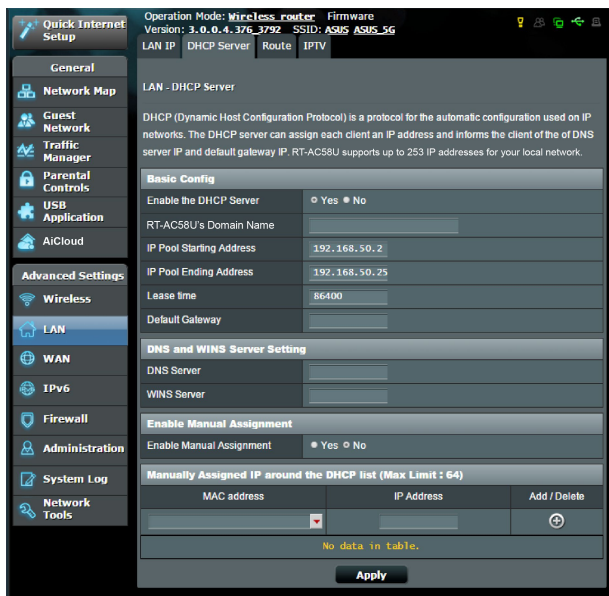 Quick Internet
Setup
Operation Mode: Wireless router Firmware
Version: 3.0.0.4.376_3792 SSID: ASUS ASUS_5G
LAN IP DHCP Server Route IPTV
General
Network Map
Guest
Network
Traffic
Manager
Parental
Controls
USB
Application
AiCloud
Advanced Settings
Wireless
LAN
WAN
IPv6
Firewall
Administration
System Log
Network
Tools
LAN - DHCP Server
DHCP (Dynamic Host Configuration Protocol) is a protocol for the automatic configuration used on IP
networks. The DHCP server can assign each client an IP address and informs the client of the of DNS
server IP and default gateway IP. RT-AC58U supports up to 253 IP addresses for your local network.
Basic Config
Enable the DHCP Server Yes No
RT-AC58U's Domain Name
IP Pool Starting Address 192.168.50.2
IP Pool Ending Address 192.168.50.25
Lease time 86400
Default Gateway
DNS and WINS Server Setting
DNS Server
WINS Server
Enable Manual Assignment
Enable Manual Assignment Yes No
Manually Assigned IP around the DHCP list (Max Limit : 64)
MAC address IP Address Add / Delete
No data in table.
Apply